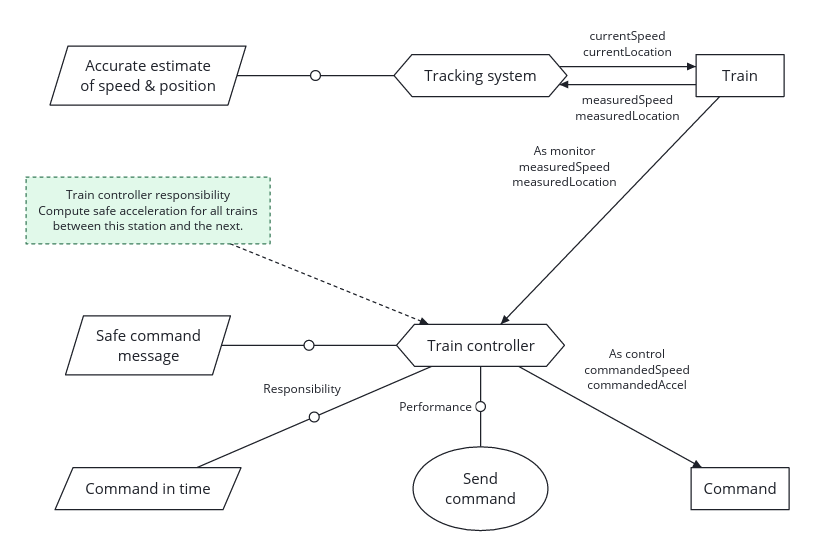 currentSpeed
currentLocation
Accurate estimate
of speed & position
Tracking system
Train
measuredSpeed
measuredLocation
As monitor
measuredSpeed
measuredLocation
Train controller responsibility
Compute safe acceleration for all trains
between this station and the next.
Safe command
message
Train controller
As control
commandedSpeed
commandedAccel
Responsibility
Performance
Command in time
Send
command
Command